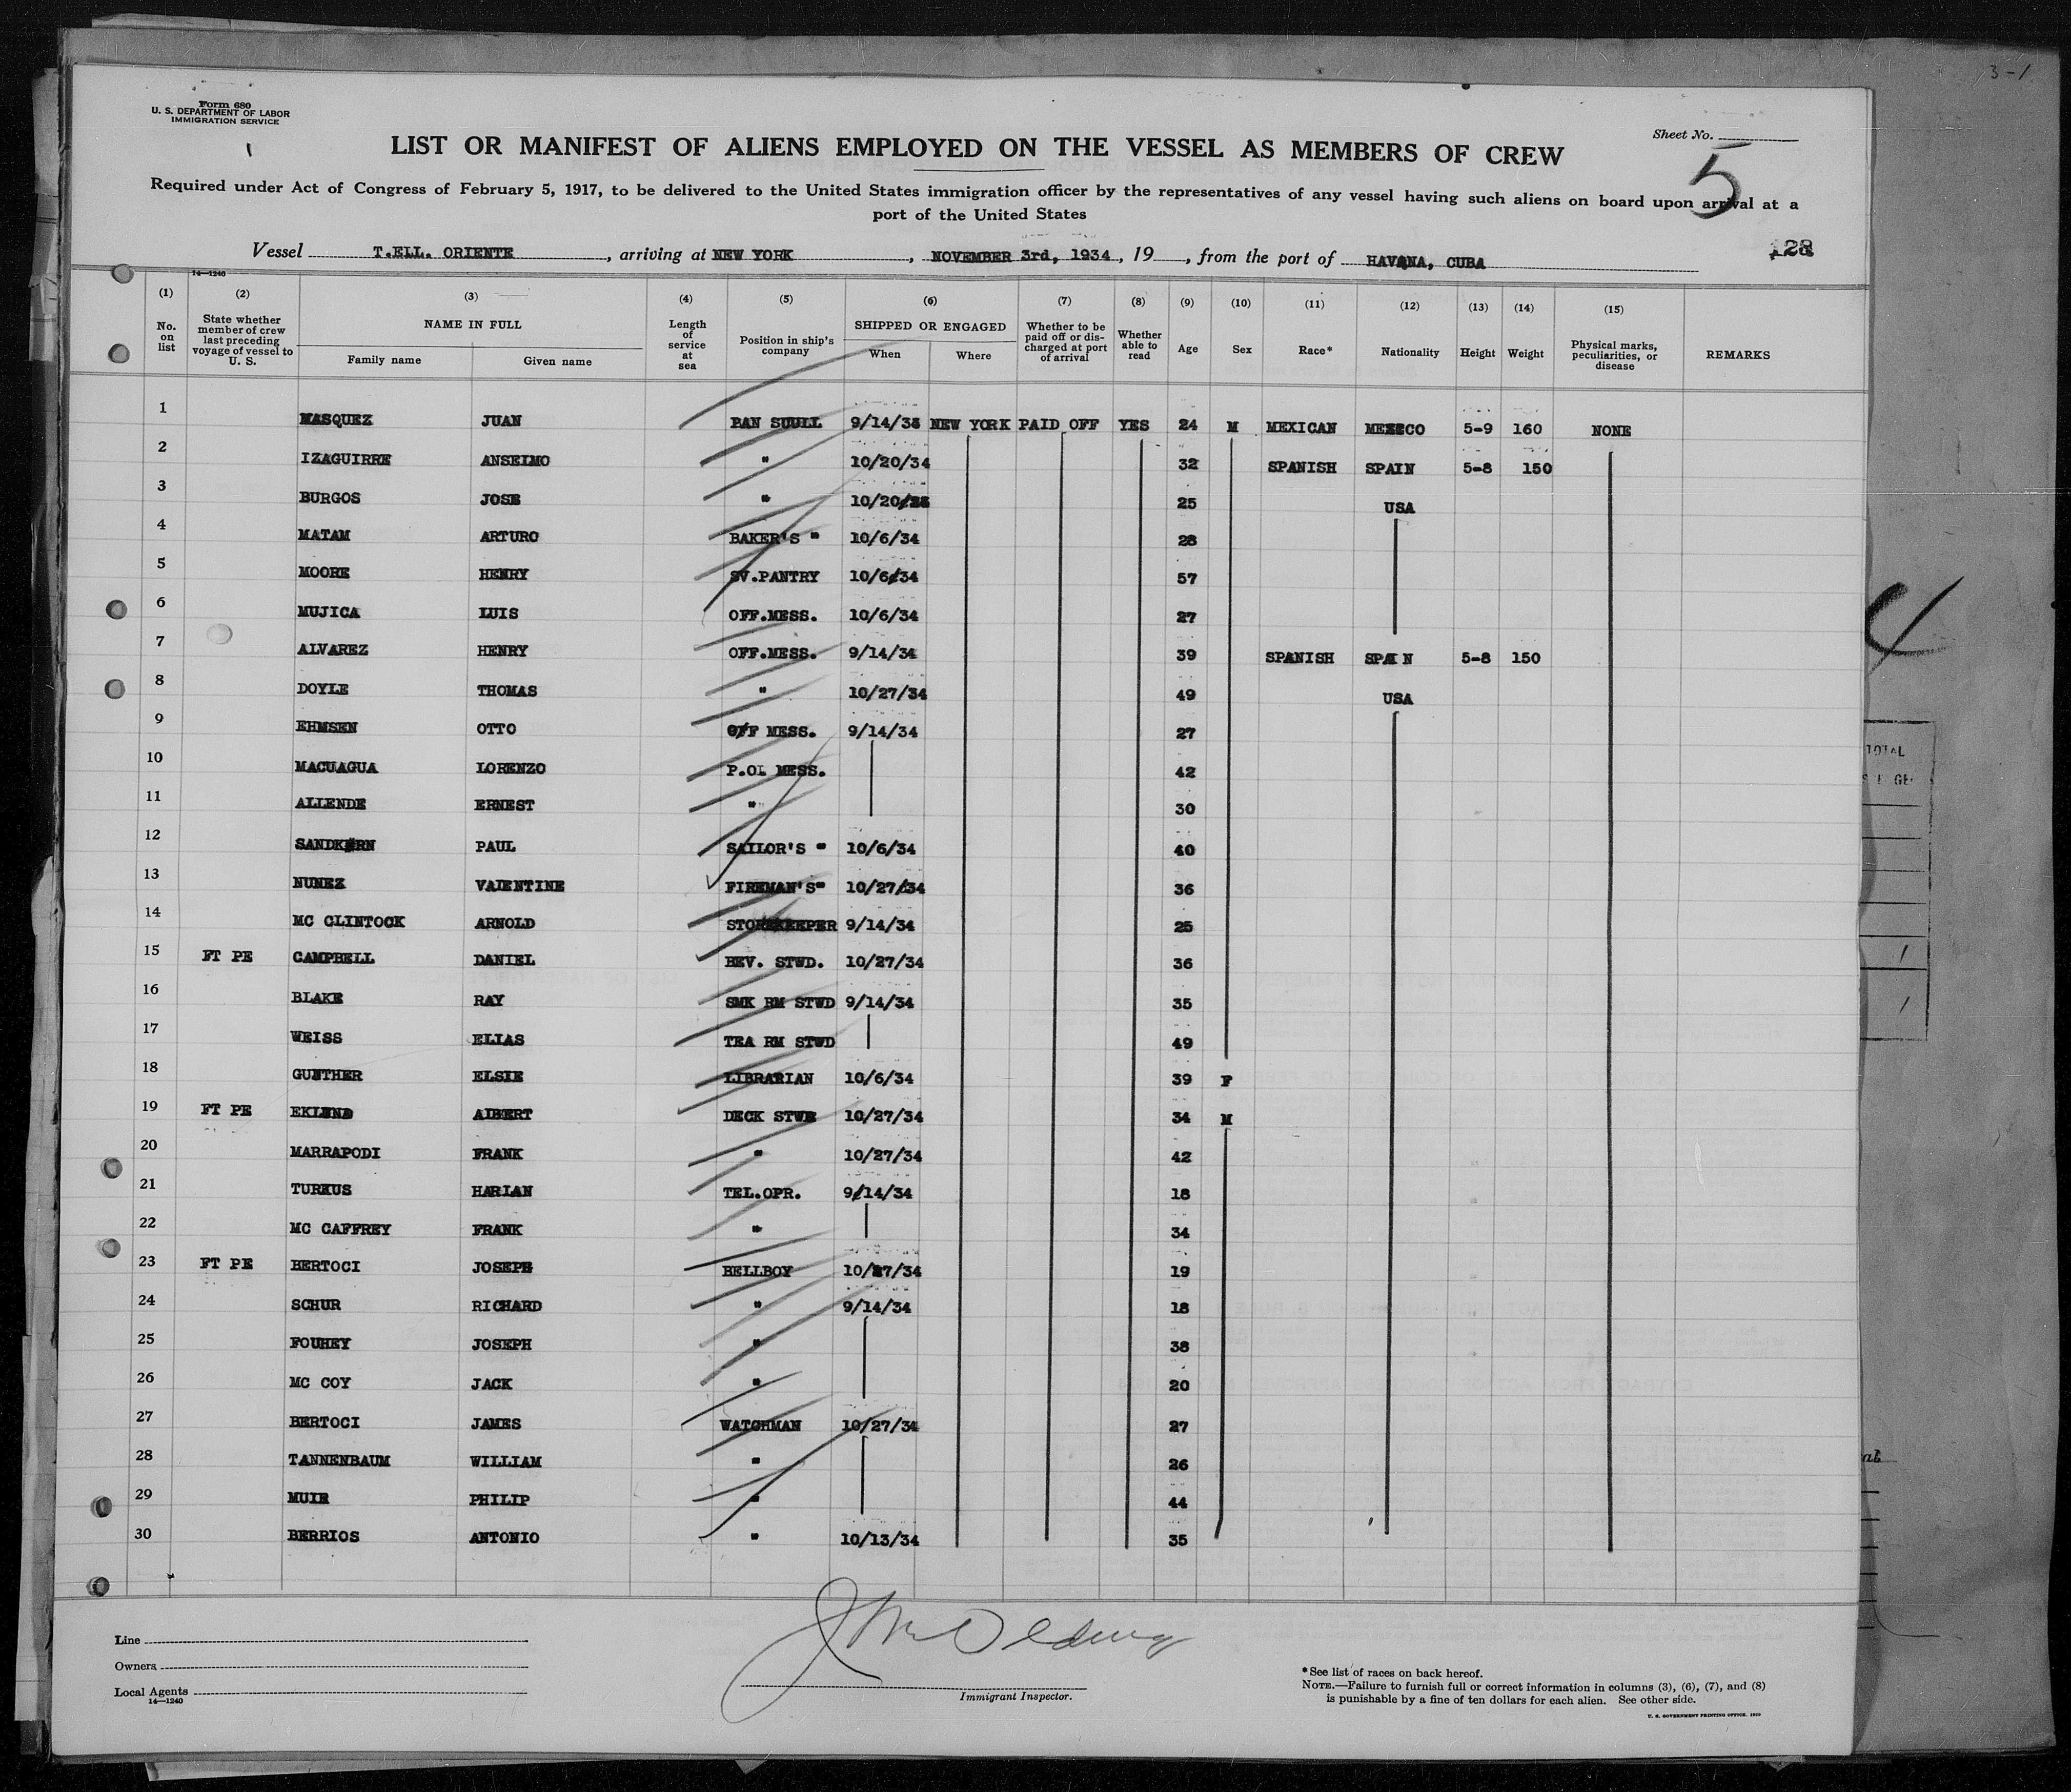 3-1
Form 680
U. S. DEPARTMENT OF LABOR
IMMIGRATION SERVICE
Sheet No.
5
LIST OR MANIFEST OF ALIENS EMPLOYED ON THE VESSEL AS MEMBERS OF CREW
Required under Act of Congress of February 5, 1917, to be delivered to the United States immigration officer by the representatives of any vessel having such aliens on board upon arrival at a
port of the United States
Vessel T.ELL. ORIENTE, arriving at NEW YORK, NOVEMBER 3rd, 1934, 19, from the port of HAVANA, CUBA
128
14—1240
(1) (2) (3) (4) (5) (6) (7) (8) (9) (10) (11) (12) (13) (14) (15)
No. on list
State whether member of crew last preceding voyage of vessel to U. S.
NAME IN FULL
Family name Given name
Length of service at sea
Position in ship's company
SHIPPED OR ENGAGED
When Where
Whether to be paid off or discharged at port of arrival
Whether able to read
Age
Sex
Race*
Nationality
Height
Weight
Physical marks, peculiarities, or disease
REMARKS
1 MASQUEZ JUAN PAN SUULL 9/14/34 NEW YORK PAID OFF YES 24 M MEXICAN MEXICO 5-9 160 NONE
2 IZAGUIRRE ANSELMO " 10/20/34 32 SPANISH SPAIN 5-8 150
3 BURGOS JOSE " 10/20/34 25 USA
4 MATAM ARTURO BAKER'S " 10/6/34 28
5 MOORE HENRY SV.PANTRY 10/6/34 57
6 MUJICA LUIS OFF.MESS. 10/6/34 27
7 ALVAREZ HENRY OFF.MESS. 9/14/34 39 SPANISH SPAIN 5-8 150
8 DOYLE THOMAS " 10/27/34 49 USA
9 EHMSEN OTTO OFF MESS. 9/14/34 27
10 MACUAGUA LORENZO P.OL MESS. 42
11 ALLENDE ERNEST " 30
12 SANDKERN PAUL SAILOR'S " 10/6/34 40
13 NUNEZ VALENTINE FIREMAN'S" 10/27/34 36
14 MC CLINTOCK ARNOLD STOREKEEPER 9/14/34 25
15 FT PE CAMPBELL DANIEL BEV. STWD. 10/27/34 36
16 BLAKE RAY SMK RM STWD 9/14/34 35
17 WEISS ELIAS TEA RM STWD 49
18 GUNTHER ELSIE LIBRARIAN 10/6/34 39 F
19 FT PE EKLUND ALBERT DECK STWD 10/27/34 34 M
20 MARRAPODI FRANK " 10/27/34 42
21 TURKUS HARLAN TEL.OPR. 9/14/34 18
22 MC CAFFREY FRANK " 34
23 FT PE BERTOCI JOSEPH BELLBOY 10/27/34 19
24 SCHUR RICHARD " 9/14/34 18
25 FOUHEY JOSEPH " 38
26 MC COY JACK " 20
27 BERTOCI JAMES WATCHMAN 10/27/34 27
28 TANNENBAUM WILLIAM " 26
29 MUIR PHILIP " 44
30 BERRIOS ANTONIO " 10/13/34 35
TOTAL
Line
Owners
Local Agents
14—1240
Immigrant Inspector.
*See list of races on back hereof.
NOTE.—Failure to furnish full or correct information in columns (3), (6), (7), and (8)
is punishable by a fine of ten dollars for each alien. See other side.
U. S. GOVERNMENT PRINTING OFFICE